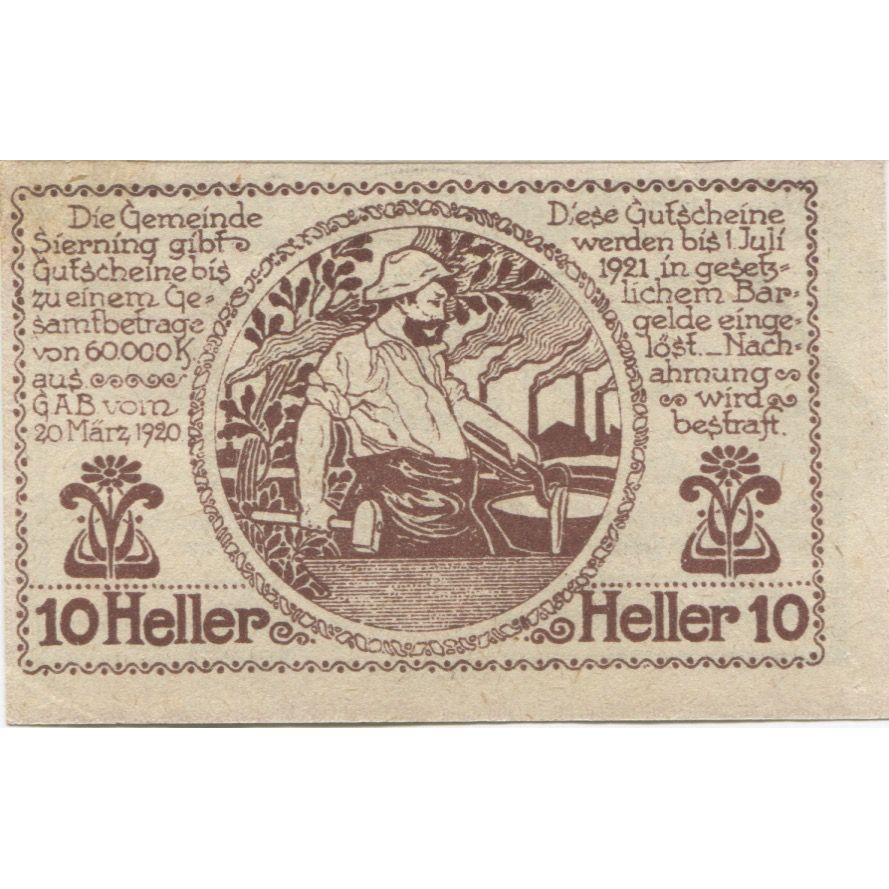 Die Gemeinde
Sierning gibt
Gutscheine bis
zu einem Ge-
samtbetrage
von 60.000 K
aus.
GAB vom
20 März 1920
Diese Gutscheine
werden bis 1. Juli
1921 in gesetz-
lichem Bar-
gelde einge-
löst. _ Nach-
ahmung
wird
bestraft.
10 Heller
Heller 10